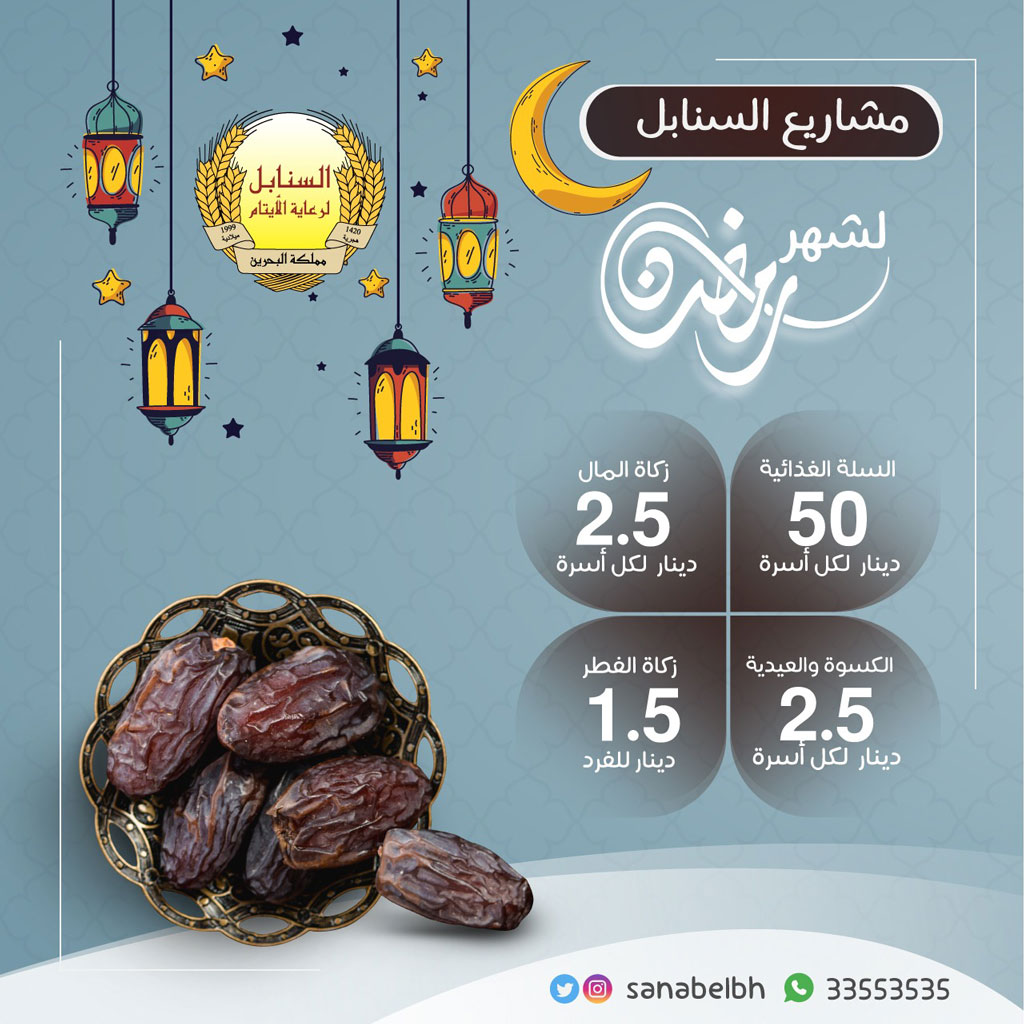 مشاريع السنابل
لشهر
رمضان
السنابل
لرعاية الأيتام
1420
هجرية
1999
ميلادية
مملكة البحرين
السلة الغذائية
50
دينار لكل أسرة
زكاة المال
2.5
دينار لكل أسرة
الكسوة والعيدية
2.5
دينار لكل أسرة
زكاة الفطر
1.5
دينار للفرد
sanabelbh 33553535